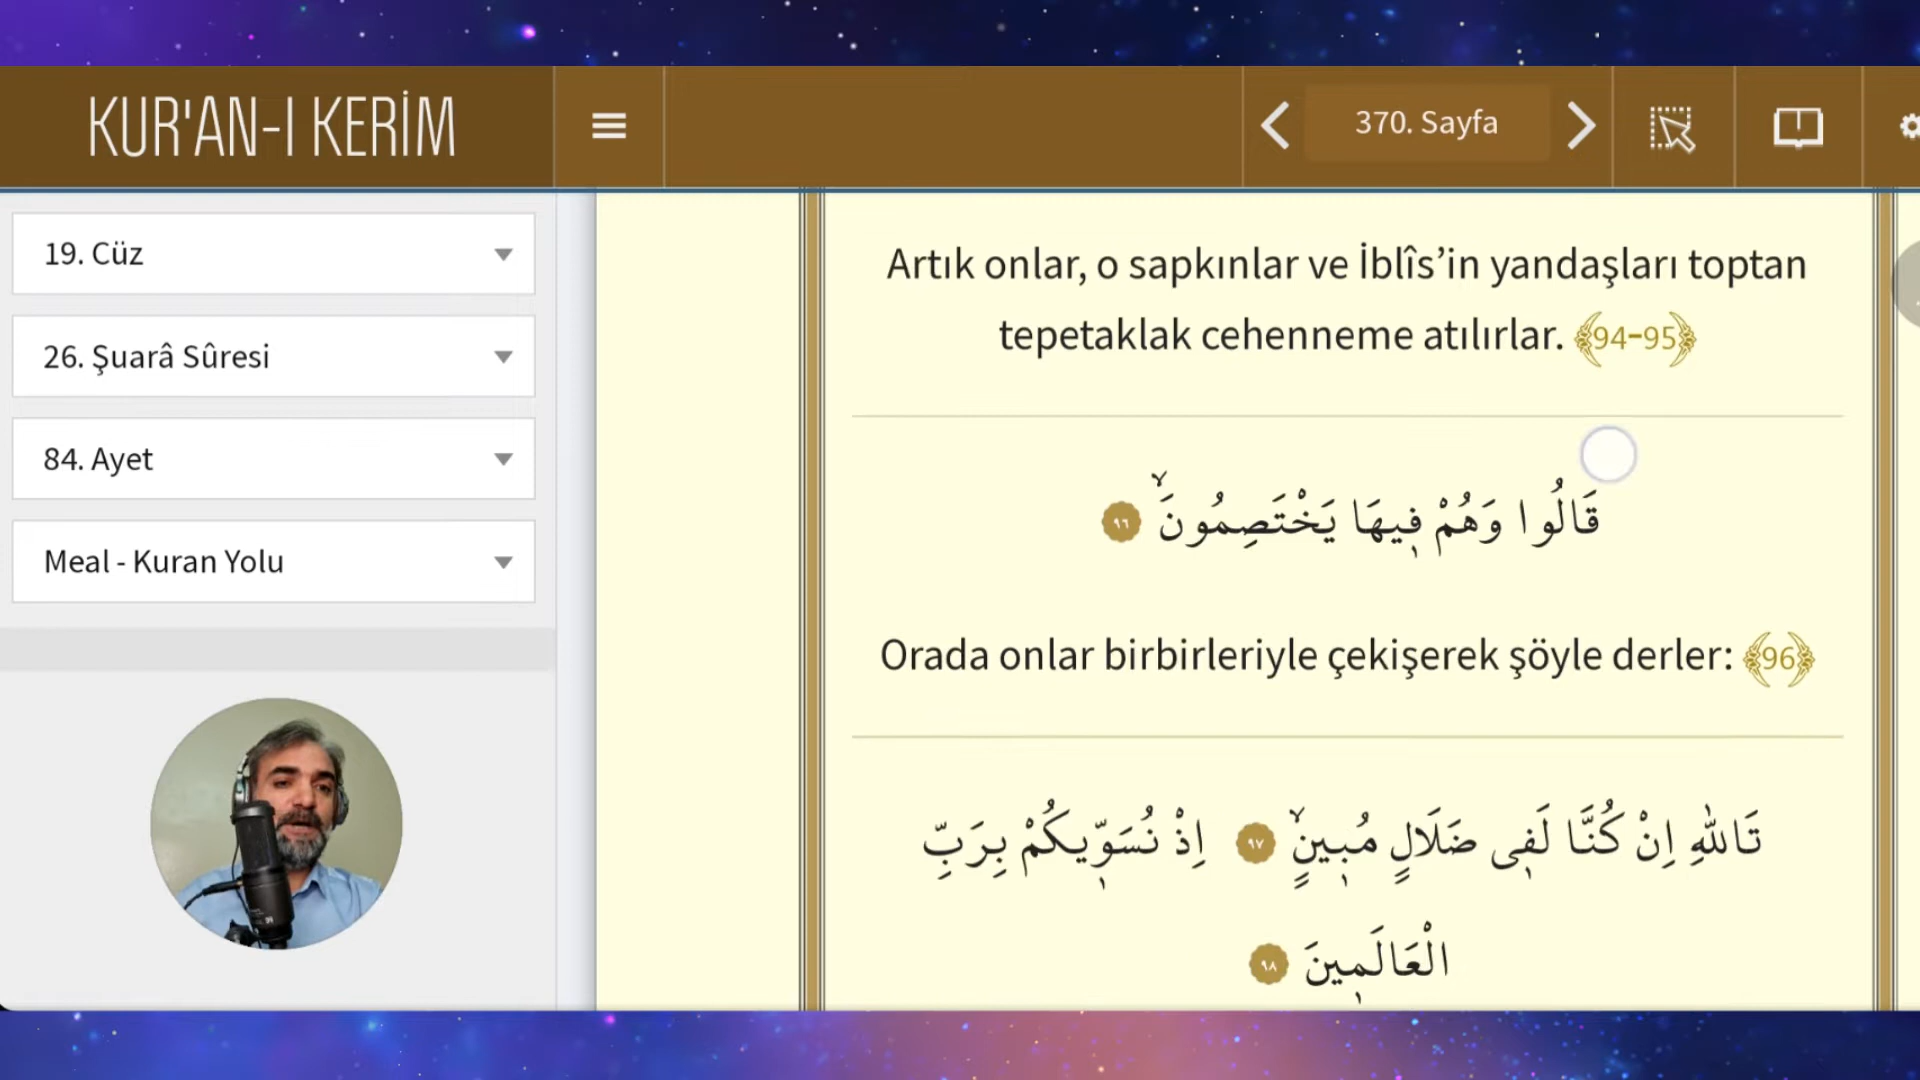 KUR'AN-I KERİM
370. Sayfa
19. Cüz
26. Şuarâ Sûresi
84. Ayet
Meal - Kuran Yolu
Artık onlar, o sapkınlar ve İblîs’in yandaşları toptan
tepetaklak cehenneme atılırlar. ﴾94-95﴿
قَالُوا وَهُمْ ف۪يهَا يَخْتَصِمُونَۙ ٩٦
Orada onlar birbirleriyle çekişerek şöyle derler: ﴾96﴿
تَاللّٰهِ اِنْ كُنَّا لَف۪ى ضَلَالٍ مُب۪ينٍۙ ٩٧ اِذْ نُسَوّ۪يكُمْ بِرَبِّ
الْعَالَم۪ينَ ٩٨